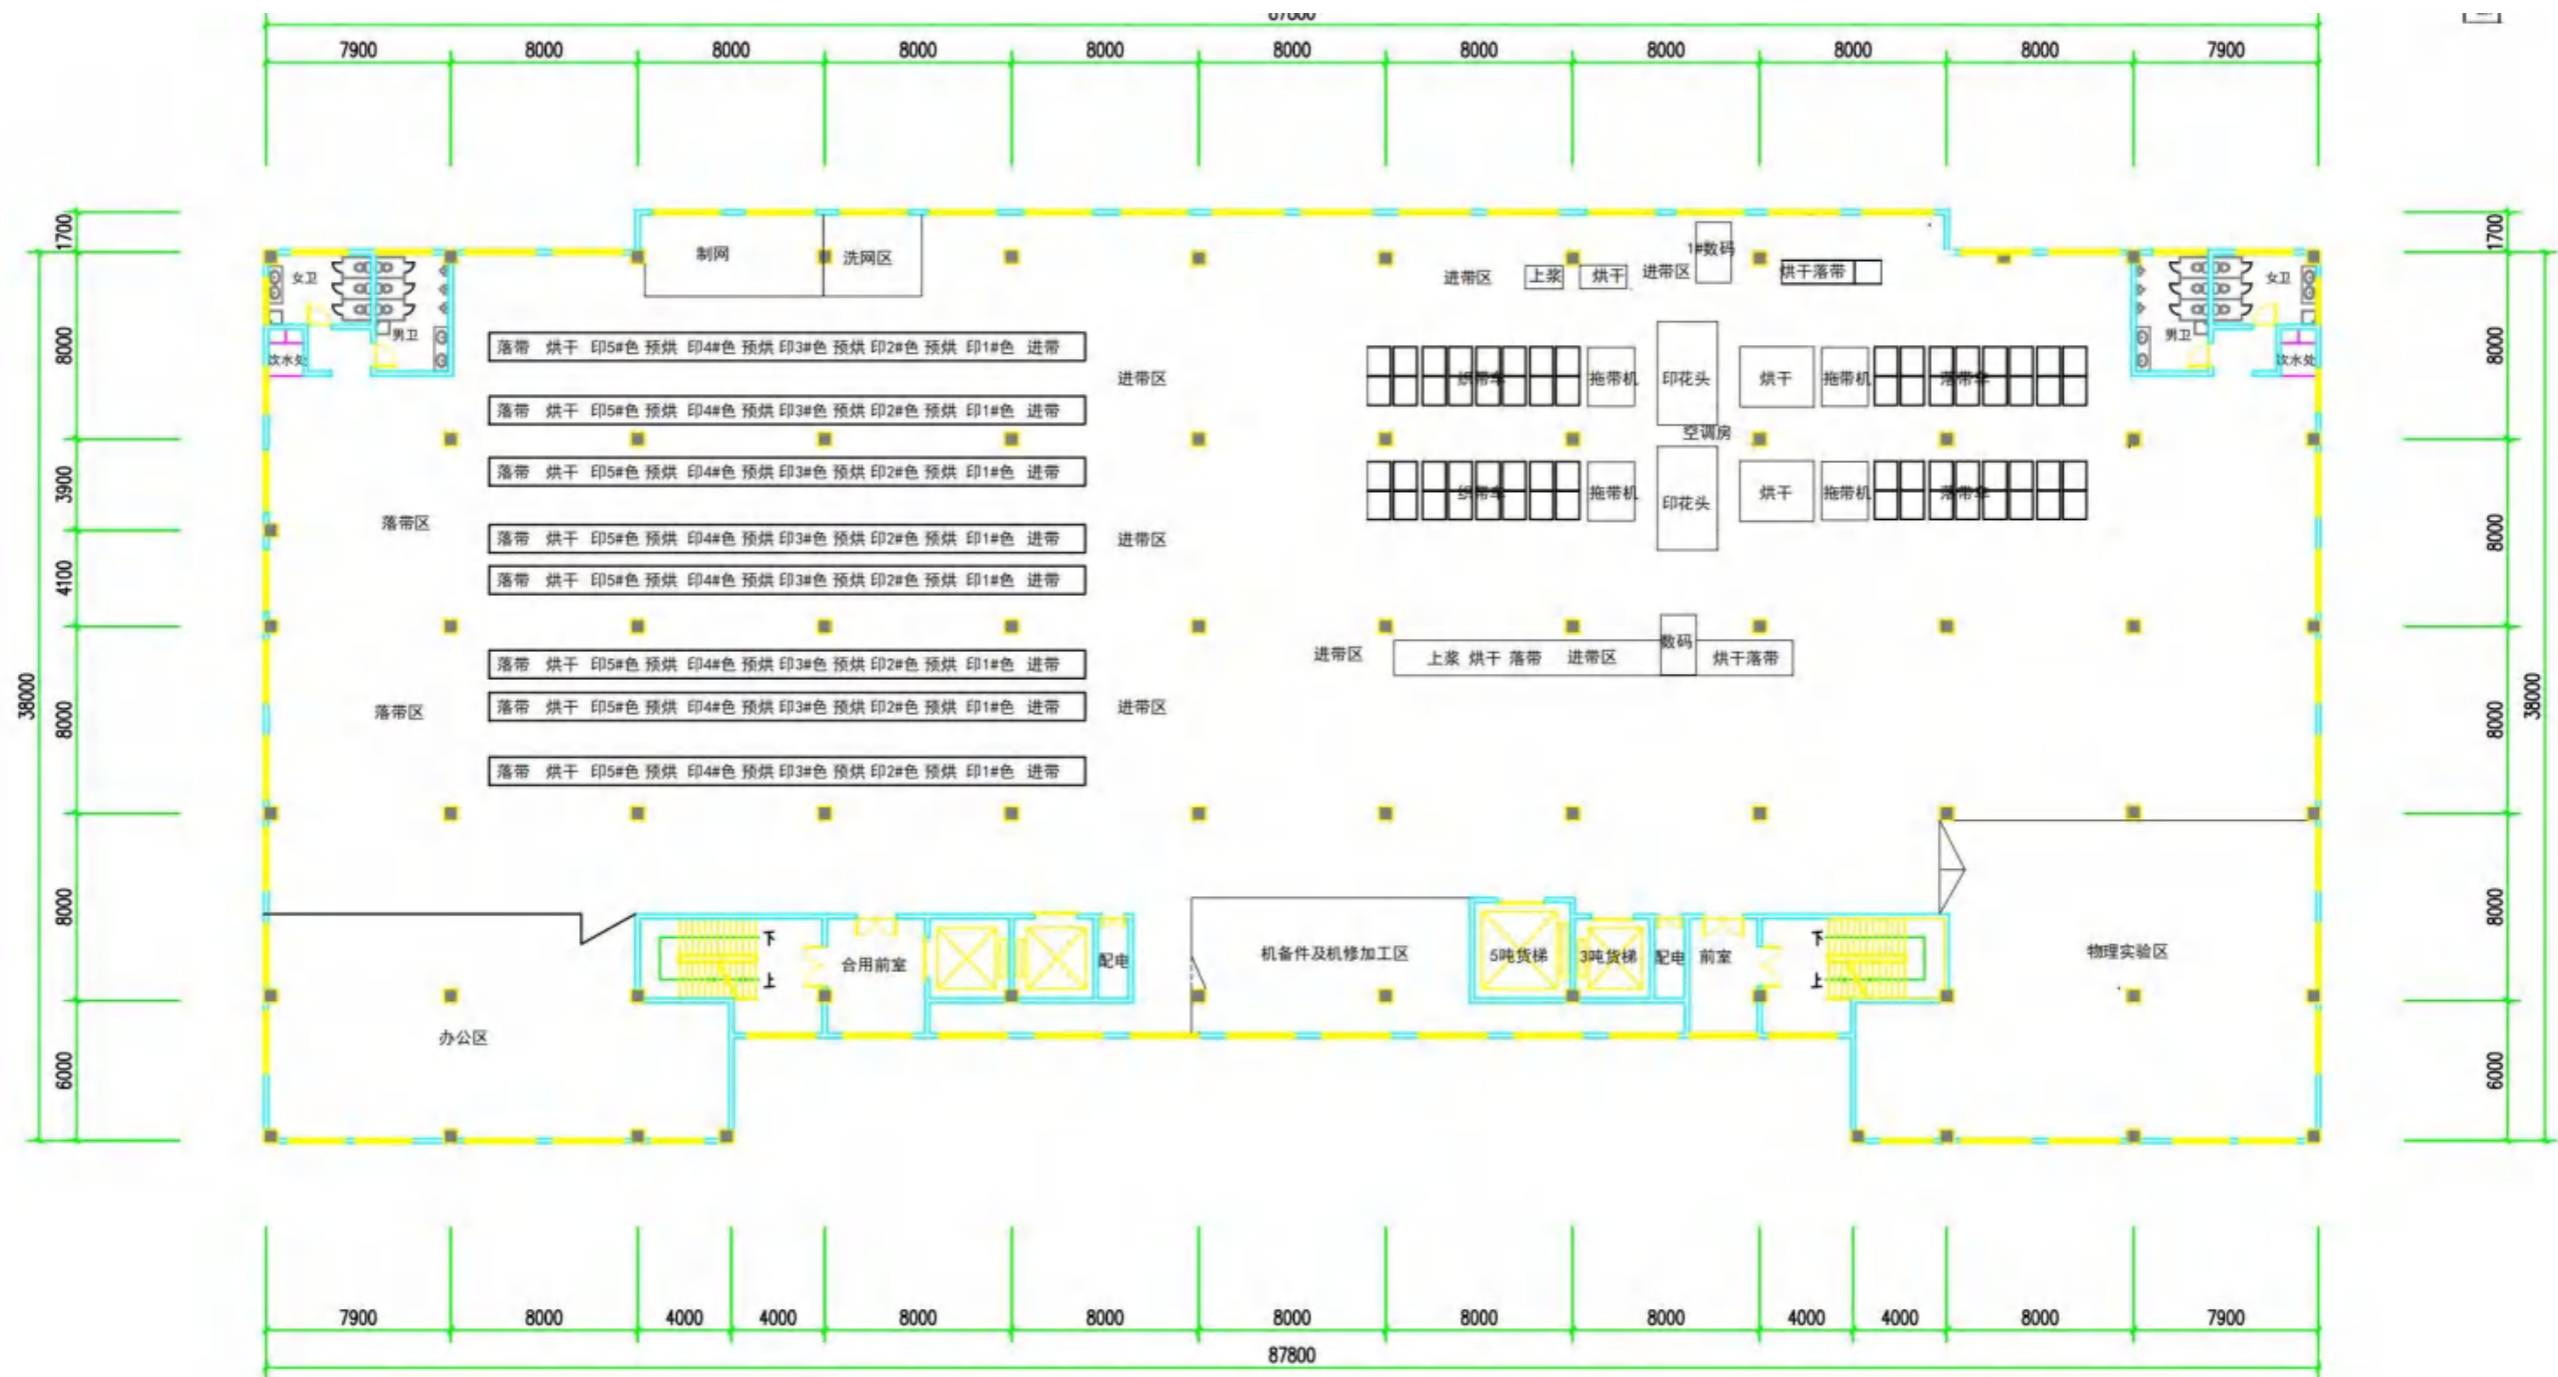 87800
7900 8000 8000 8000 8000 8000 8000 8000 8000 8000 7900
1700
8000
3900
4100
8000
8000
6000
38000
女卫
男卫
饮水处
制网
洗网区
进带区
上浆
烘干
进带区
1#数码
烘干落带
女卫
男卫
饮水处
1700
8000
8000
8000
8000
6000
38000
落带 烘干 印5#色 预烘 印4#色 预烘 印3#色 预烘 印2#色 预烘 印1#色 进带
进带区
落带 烘干 印5#色 预烘 印4#色 预烘 印3#色 预烘 印2#色 预烘 印1#色 进带
落带 烘干 印5#色 预烘 印4#色 预烘 印3#色 预烘 印2#色 预烘 印1#色 进带
落带区
落带 烘干 印5#色 预烘 印4#色 预烘 印3#色 预烘 印2#色 预烘 印1#色 进带
进带区
落带 烘干 印5#色 预烘 印4#色 预烘 印3#色 预烘 印2#色 预烘 印1#色 进带
落带 烘干 印5#色 预烘 印4#色 预烘 印3#色 预烘 印2#色 预烘 印1#色 进带
落带区
落带 烘干 印5#色 预烘 印4#色 预烘 印3#色 预烘 印2#色 预烘 印1#色 进带
进带区
落带 烘干 印5#色 预烘 印4#色 预烘 印3#色 预烘 印2#色 预烘 印1#色 进带
拖带机
印花头
烘干
拖带机
空调房
拖带机
印花头
烘干
拖带机
进带区
上浆 烘干 落带 进带区
数码
烘干落带
下
上
合用前室
配电
机备件及机修加工区
5吨货梯
3吨货梯
配电
前室
下
上
物理实验区
办公区
7900 8000 4000 4000 8000 8000 8000 8000 8000 4000 4000 8000 7900
87800